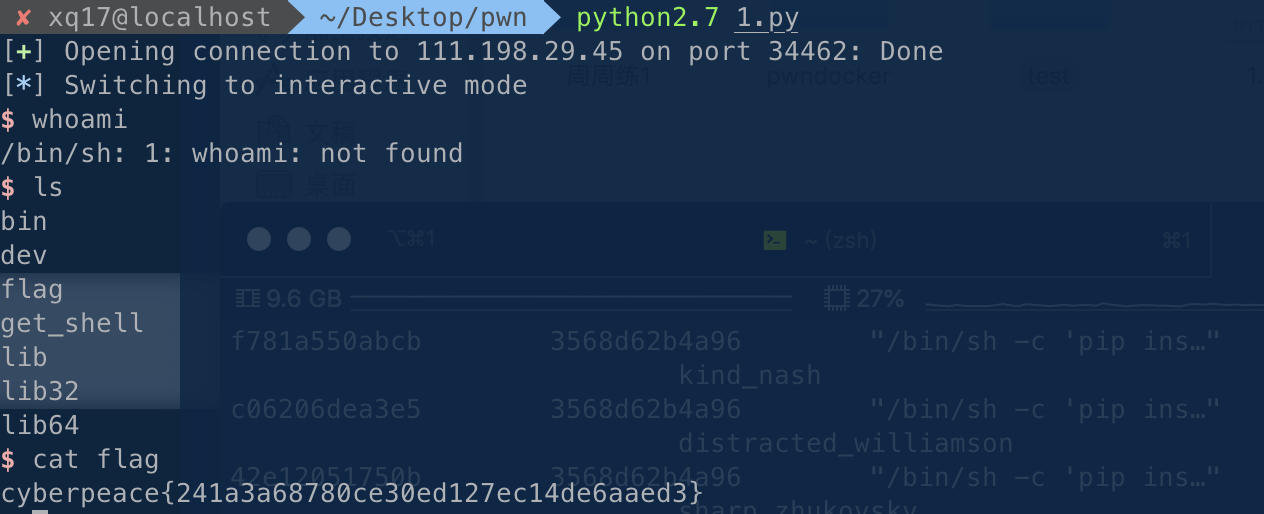 ✘ xq17@localhost ~/Desktop/pwn python2.7 1.py
[+] Opening connection to 111.198.29.45 on port 34462: Done
周周练1 pwndocker test
[*] Switching to interactive mode
$ whoami
文稿
/bin/sh: 1: whoami: not found
$ ls
桌面
bin
⌥⌘1 ~ (zsh) ⌘1
dev
flag
9.6 GB 27%
get_shell
f781a550abcb 3568d62b4a96 "/bin/sh -c 'pip ins…"
lib
kind_nash
lib32
c06206dea3e5 3568d62b4a96 "/bin/sh -c 'pip ins…"
lib64
distracted_williamson
$ cat flag
42e12051750b 3568d62b4a96 "/bin/sh -c 'pip ins…"
cyberpeace{241a3a68780ce30ed127ec14de6aaed3}
sharp_zhukovsky